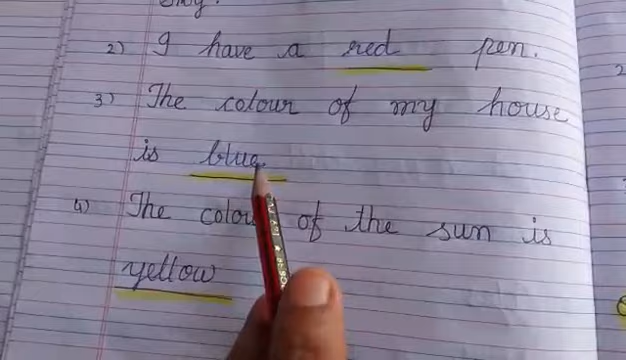 2) I have a red pen.
3) The colour of my house
is blue.
4) The colour of the sun is
yellow